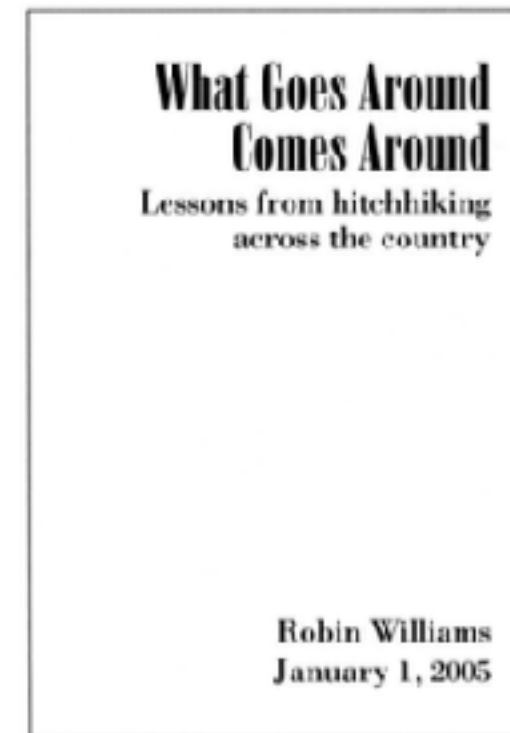 What Goes Around
Comes Around
Lessons from hitchhiking
across the country
Robin Williams
January 1, 2005